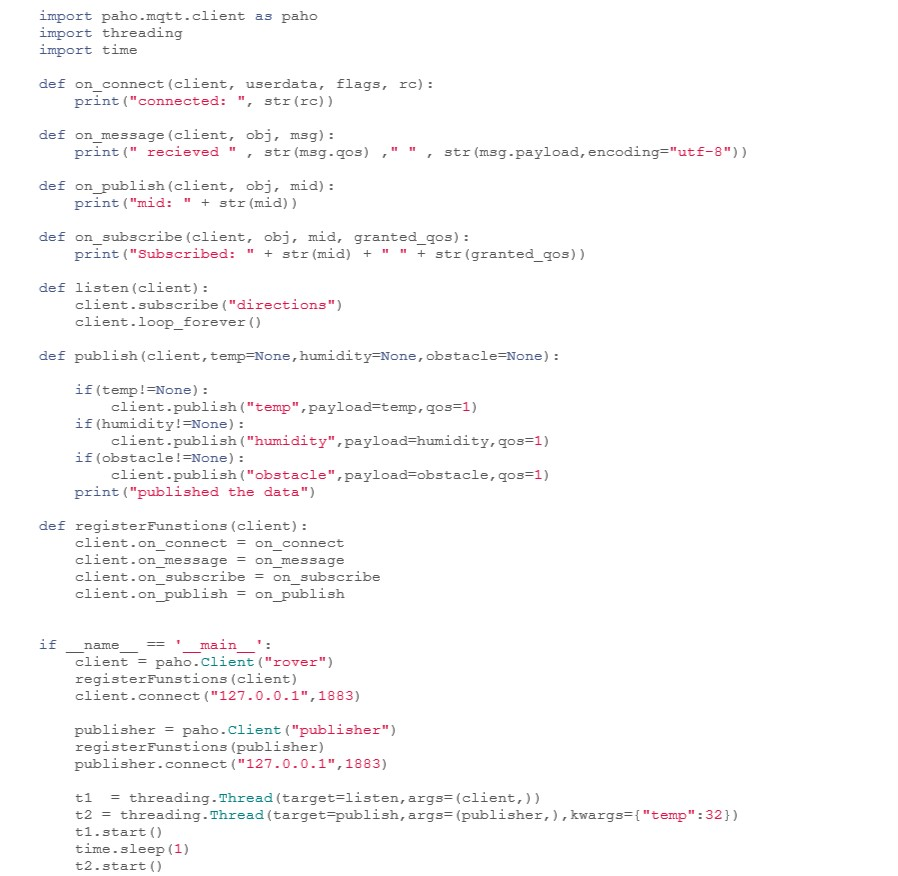 import paho.mqtt.client as paho
import threading
import time

def on_connect(client, userdata, flags, rc):
    print("connected: ", str(rc))

def on_message(client, obj, msg):
    print(" recieved " , str(msg.qos) ," " , str(msg.payload,encoding="utf-8"))

def on_publish(client, obj, mid):
    print("mid: " + str(mid))

def on_subscribe(client, obj, mid, granted_qos):
    print("Subscribed: " + str(mid) + " " + str(granted_qos))

def listen(client):
    client.subscribe("directions")
    client.loop_forever()

def publish(client,temp=None,humidity=None,obstacle=None):

    if(temp!=None):
        client.publish("temp",payload=temp,qos=1)
    if(humidity!=None):
        client.publish("humidity",payload=humidity,qos=1)
    if(obstacle!=None):
        client.publish("obstacle",payload=obstacle,qos=1)
    print("published the data")

def registerFunstions(client):
    client.on_connect = on_connect
    client.on_message = on_message
    client.on_subscribe = on_subscribe
    client.on_publish = on_publish


if __name__ == '__main__':
    client = paho.Client("rover")
    registerFunstions(client)
    client.connect("127.0.0.1",1883)

    publisher = paho.Client("publisher")
    registerFunstions(publisher)
    publisher.connect("127.0.0.1",1883)

    t1  = threading.Thread(target=listen,args=(client,))
    t2 = threading.Thread(target=publish,args=(publisher,),kwargs={"temp":32})
    t1.start()
    time.sleep(1)
    t2.start()